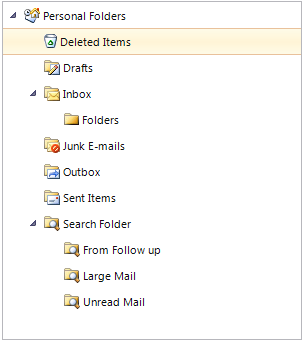 Personal Folders
Deleted Items
Drafts
Inbox
Folders
Junk E-mails
Outbox
Sent Items
Search Folder
From Follow up
Large Mail
Unread Mail